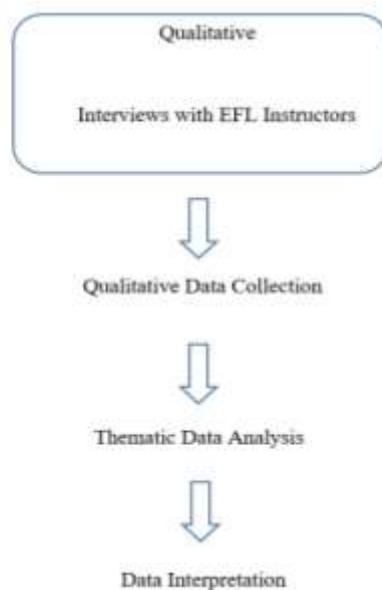 Qualitative
Interviews with EFL Instructors
Qualitative Data Collection
Thematic Data Analysis
Data Interpretation